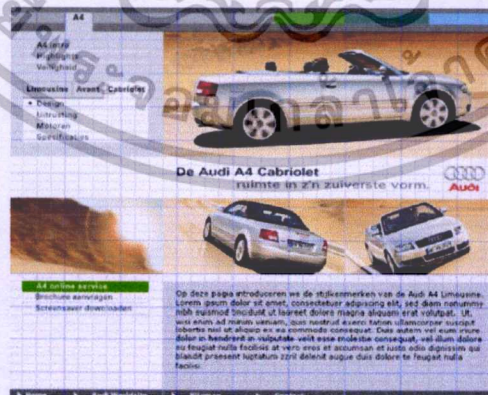 A4
A4 intro
Highlights
Veiligheid
Limousine Avant Cabriolet
Design
Uitrusting
Motoren
Specificaties
De Audi A4 Cabriolet
ruimte in z'n zuiverste vorm.
Audi
A4 online service
Brochure aanvragen
Screensaver downloaden
Op deze pagia introduceren we de stijlkenmerken van de Audi A4 Limousine.
Lorem ipsum dolor sit amet, consectetuer adipiscing elit, sed diam nonummy
nibh euismod tincidunt ut laoreet dolore magna aliquam erat volutpat. Ut
wisi enim ad minim veniam, quis nostrud exerci tation ullamcorper suscipit
lobortis nisl ut aliquip ex ea commodo consequat. Duis autem vel eum iriure
dolor in hendrerit in vulputate velit esse molestie consequat, vel illum dolore
eu feugiat nulla facilisis at vero eros et accumsan et iusto odio dignissim qui
blandit praesent luptatum zzril delenit augue duis dolore te feugait nulla
facilisi.